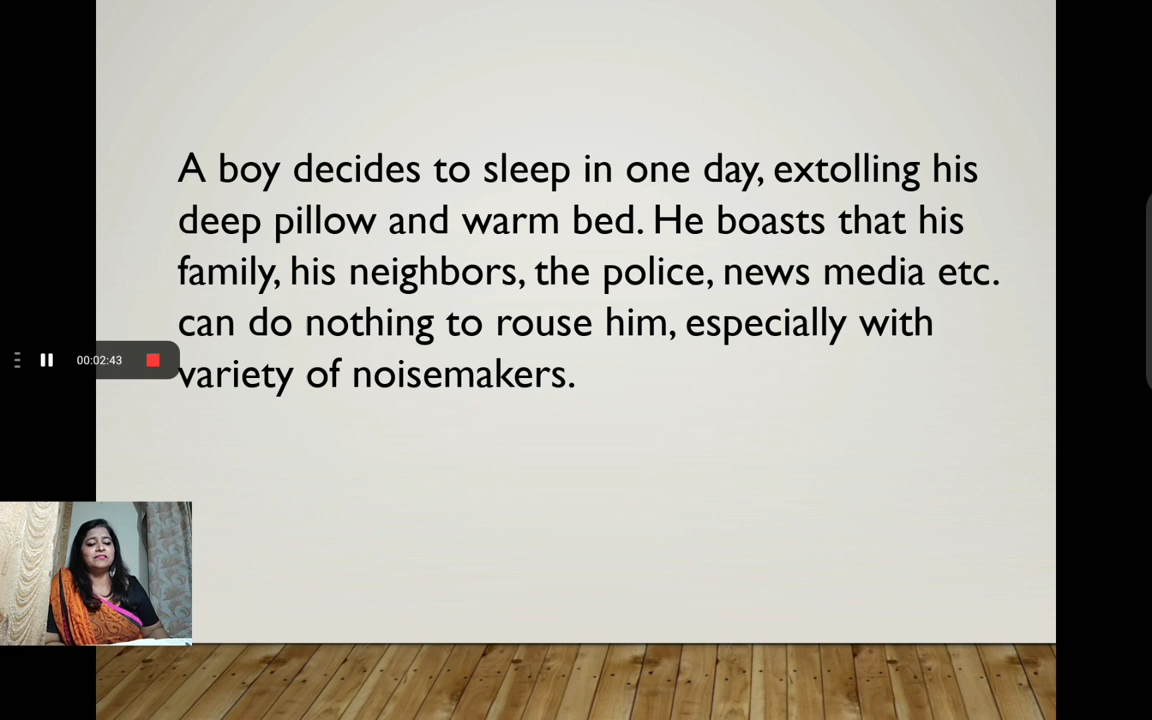 A boy decides to sleep in one day, extolling his
deep pillow and warm bed. He boasts that his
family, his neighbors, the police, news media etc.
can do nothing to rouse him, especially with
00:02:43
variety of noisemakers.